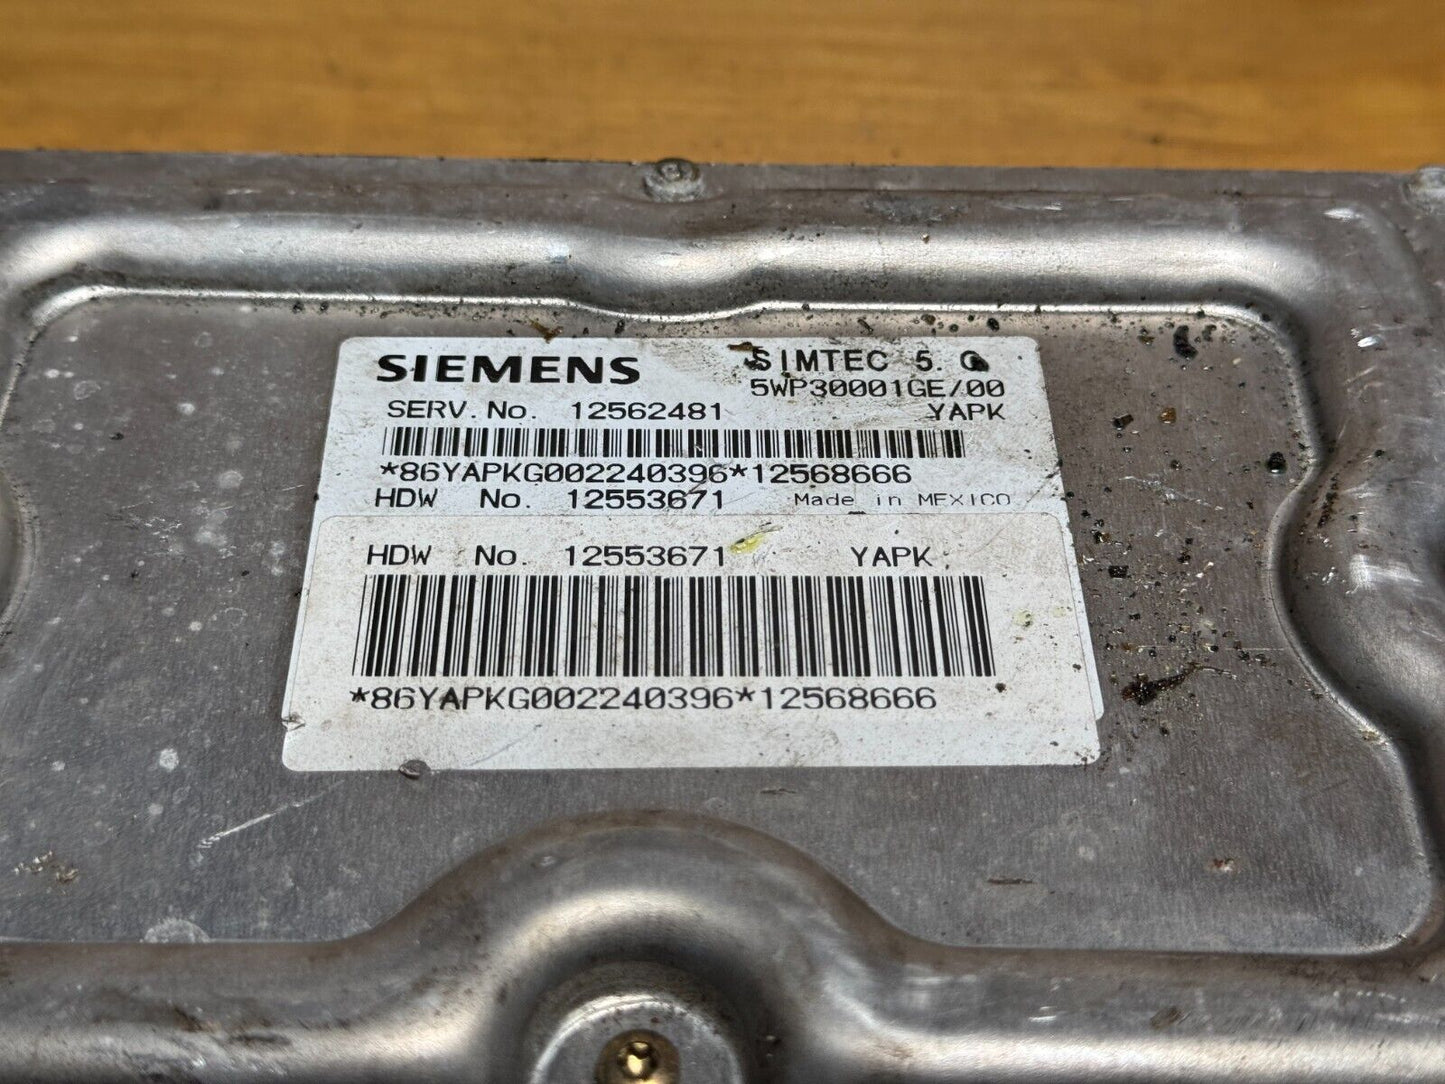 SIEMENS SIMTEC 5. 0
5WP30001GE/00
SERV. No. 12562481 YAPK
*86YAPKG002240396*12568666
HDW No. 12553671 Made in MEXICO
HDW No. 12553671 YAPK
*86YAPKG002240396*12568666